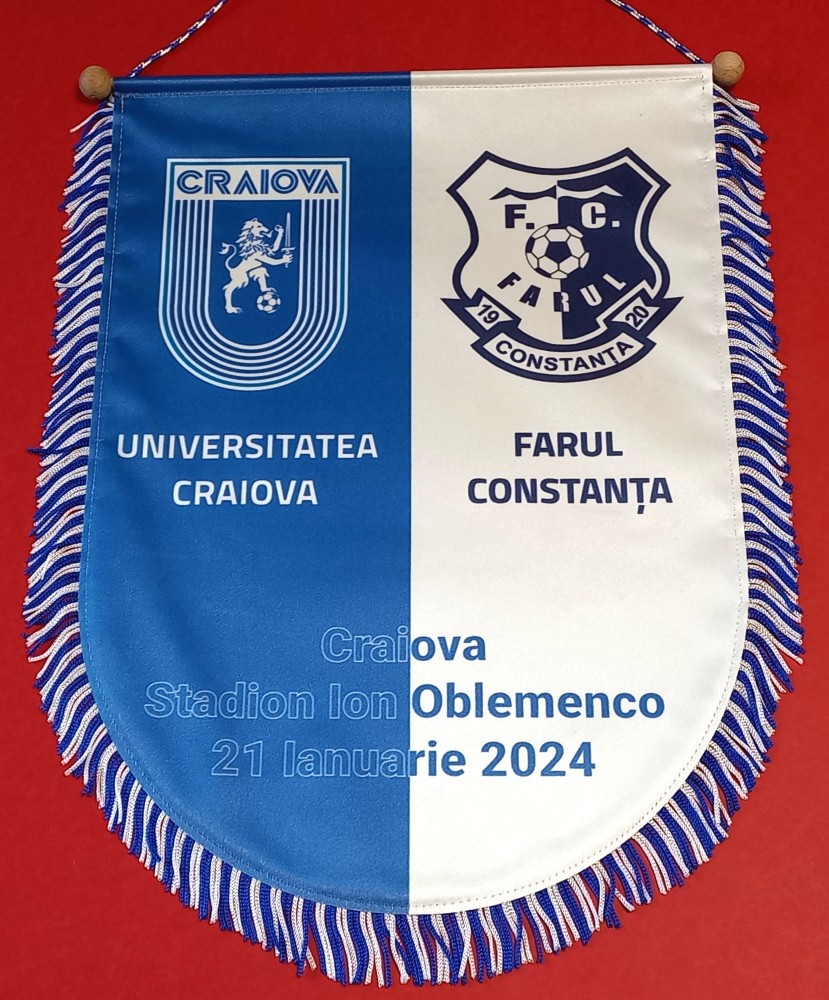 CRAIOVA
UNIVERSITATEA
CRAIOVA
F. C.
FARUL
19 20
CONSTANȚA
FARUL
CONSTANȚA
Craiova
Stadion Ion Oblemenco
21 Ianuarie 2024